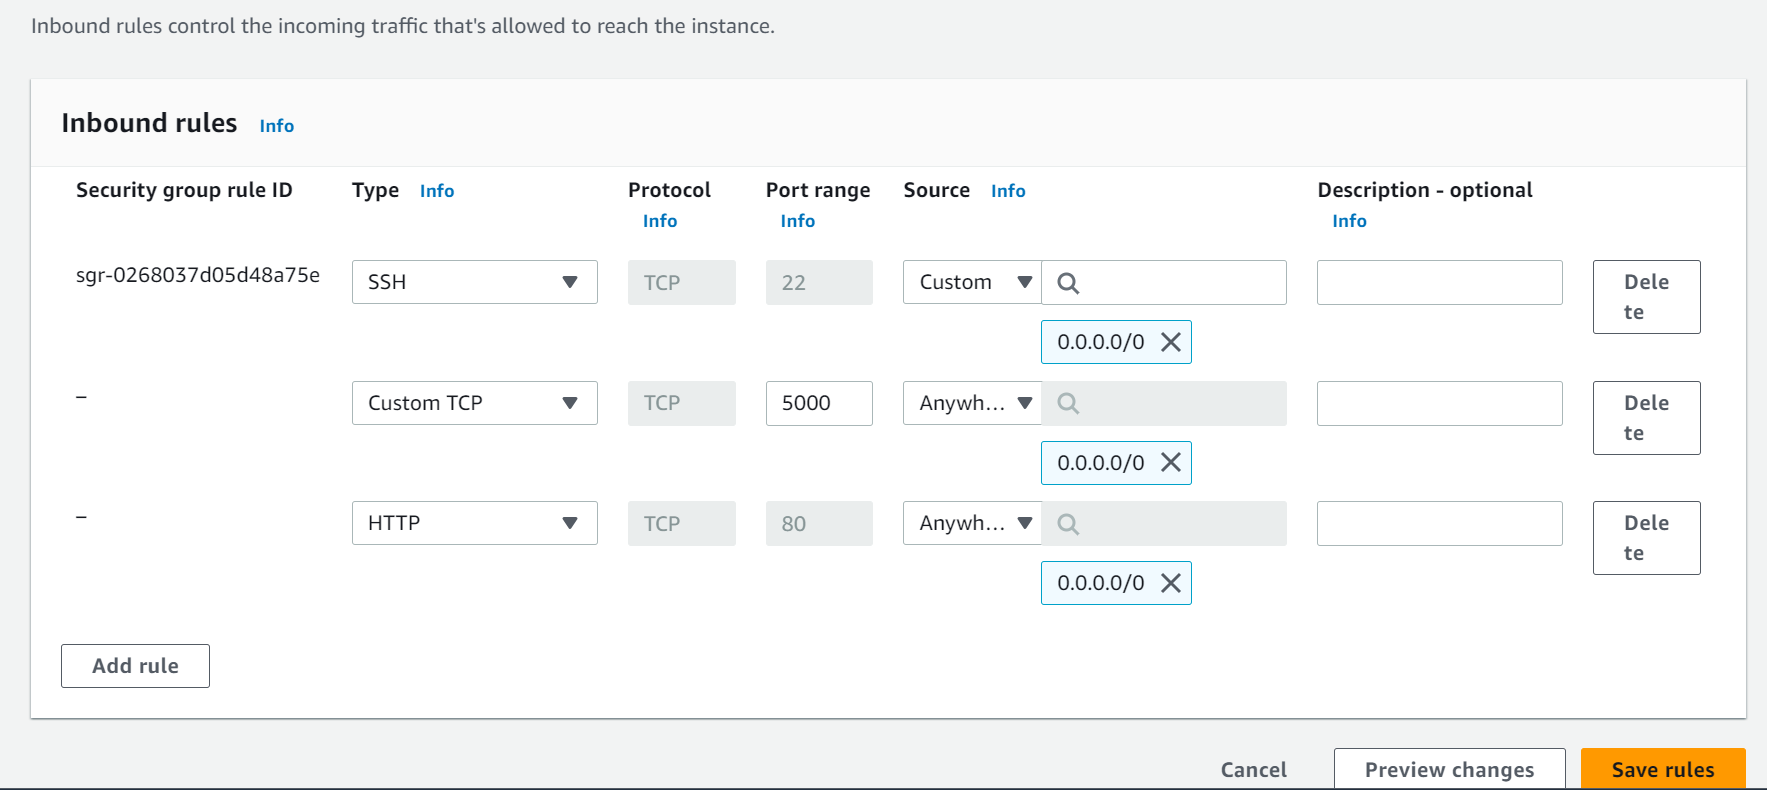 Inbound rules control the incoming traffic that's allowed to reach the instance.
Inbound rules Info
Security group rule ID Type Info Protocol Info Port range Info Source Info Description - optional Info
sgr-0268037d05d48a75e SSH TCP 22 Custom Dele
te
0.0.0.0/0
– Custom TCP TCP 5000 Anywh... Dele
te
0.0.0.0/0
– HTTP TCP 80 Anywh... Dele
te
0.0.0.0/0
Add rule
Cancel Preview changes Save rules